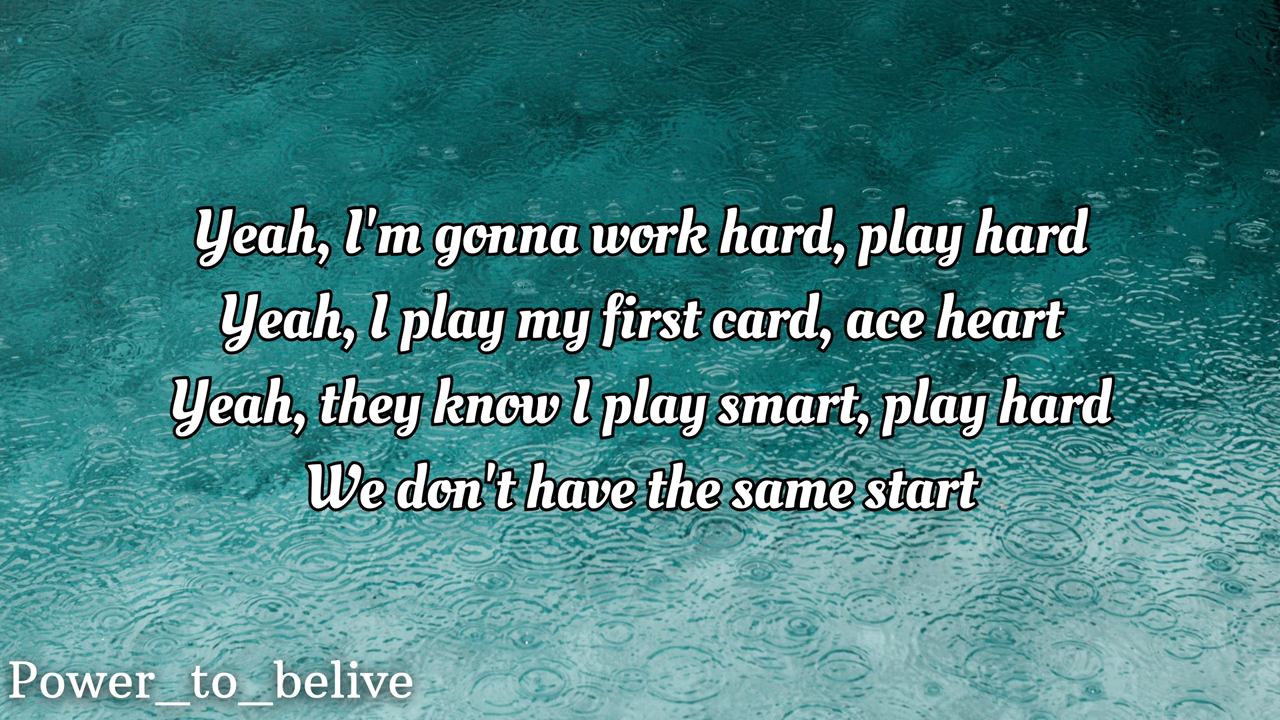 Yeah, I'm gonna work hard, play hard
Yeah, I play my first card, ace heart
Yeah, they know I play smart, play hard
We don't have the same start
Power_to_belive